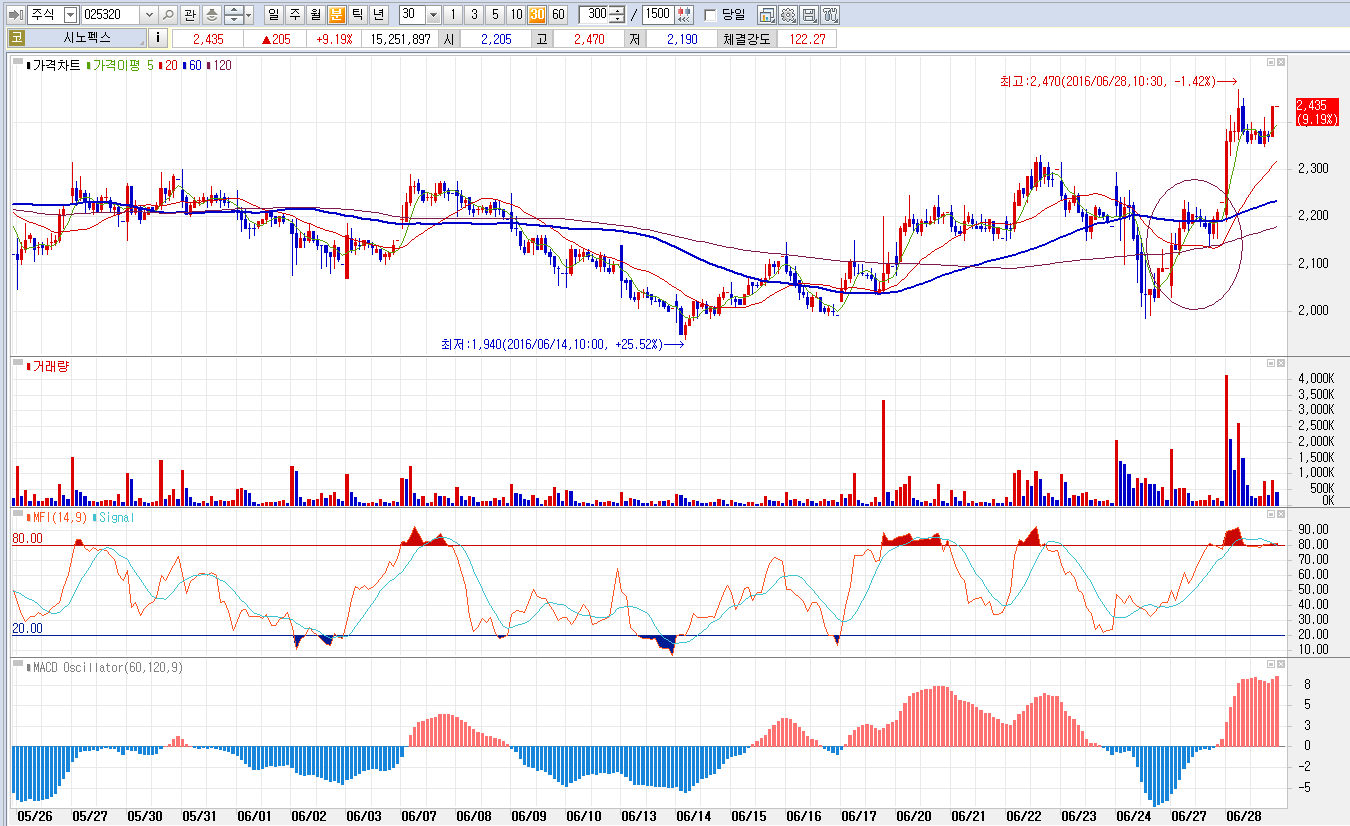 주식 025320 관 일 주 월 분 틱 년 30 1 3 5 10 30 60 300 / 1500 당일
코 시노펙스 i 2,435 ▲205 +9.19% 15,251,897 시 2,205 고 2,470 저 2,190 체결강도 122.27
가격차트 가격이평 5 20 60 120
최고:2,470(2016/06/28,10:30, -1.42%)→
2,435
(9.19%)
2,300
2,200
2,100
2,000
최저:1,940(2016/06/14,10:00, +25.52%)→
거래량
4,000K
3,500K
3,000K
2,500K
2,000K
1,500K
1,000K
500K
0K
MFI(14,9) Signal
80.00
20.00
90.00
80.00
70.00
60.00
50.00
40.00
30.00
20.00
10.00
MACD Oscillator(60,120,9)
8
5
3
0
-2
-5
05/26 05/27 05/30 05/31 06/01 06/02 06/03 06/07 06/08 06/09 06/10 06/13 06/14 06/15 06/16 06/17 06/20 06/21 06/22 06/23 06/24 06/27 06/28